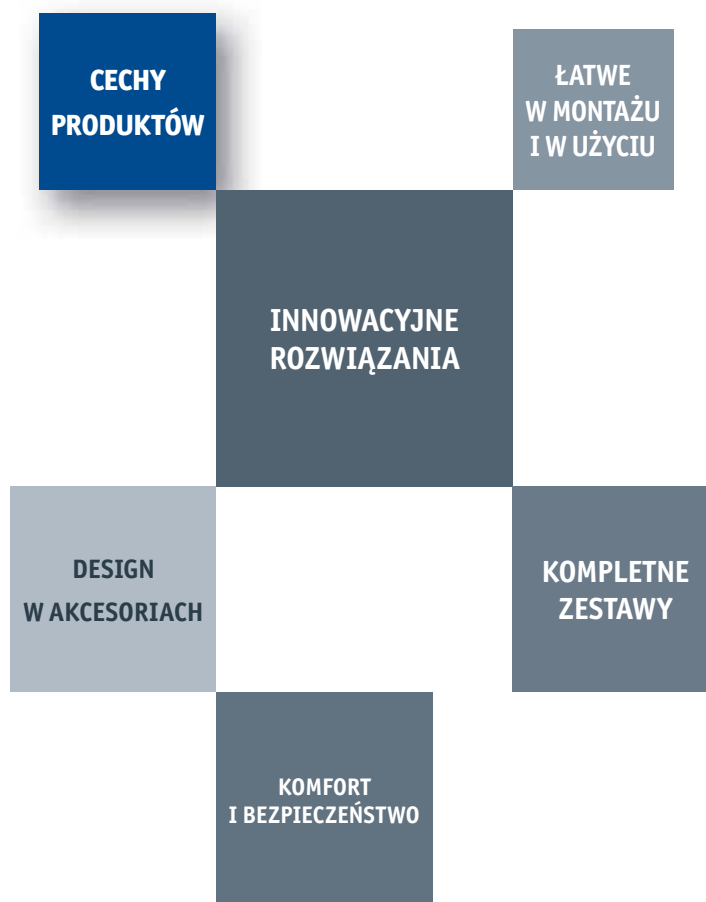 CECHY
PRODUKTÓW
ŁATWE
W MONTAŻU
I W UŻYCIU
INNOWACYJNE
ROZWIĄZANIA
DESIGN
W AKCESORIACH
KOMPLETNE
ZESTAWY
KOMFORT
I BEZPIECZEŃSTWO